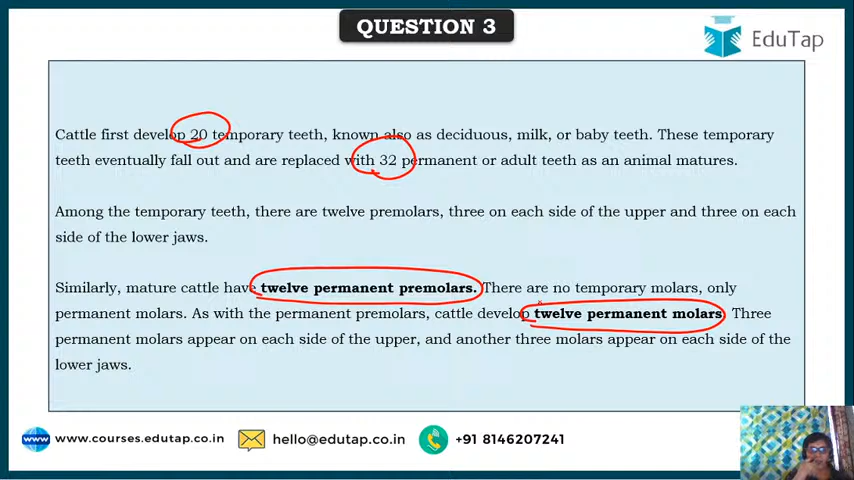 QUESTION 3
EduTap
Cattle first develop 20 temporary teeth, known also as deciduous, milk, or baby teeth. These temporary
teeth eventually fall out and are replaced with 32 permanent or adult teeth as an animal matures.
Among the temporary teeth, there are twelve premolars, three on each side of the upper and three on each
side of the lower jaws.
Similarly, mature cattle have twelve permanent premolars. There are no temporary molars, only
permanent molars. As with the permanent premolars, cattle develop twelve permanent molars. Three
permanent molars appear on each side of the upper, and another three molars appear on each side of the
lower jaws.
www.courses.edutap.co.in
hello@edutap.co.in
+91 8146207241